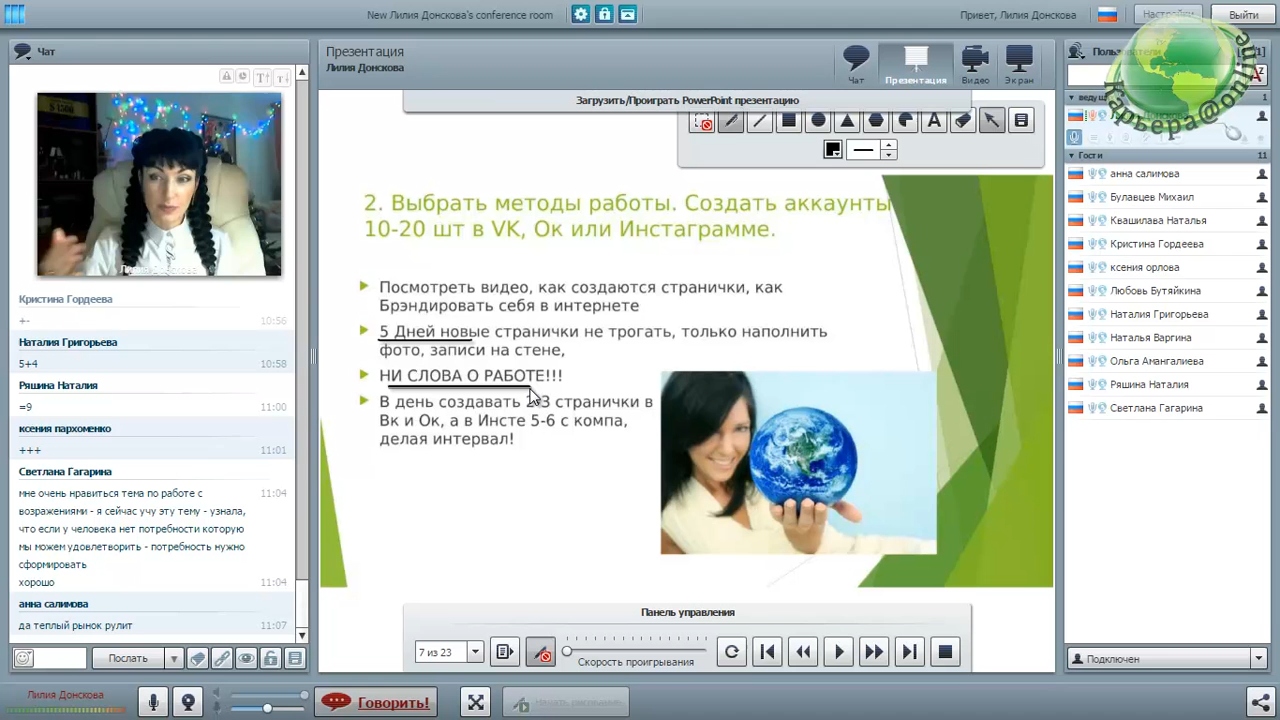 New Лилия Донскова's conference room
Привет, Лилия Донскова
Настройки
Выйти
Чат
Кристина Гордеева
+-
10:56
Наталия Григорьева
5+4
10:58
Ряшина Наталия
=9
11:00
ксения пархоменко
+++
11:01
Светлана Гагарина
мне очень нравиться тема по работе с
11:04
возражениями - я сейчас учу эту тему - узнала,
что если у человека нет потребности которую
мы можем удовлетворить - потребность нужно
сформировать
хорошо
11:04
анна салимова
да теплый рынок рулит
11:07
Послать
Лилия Донскова
Презентация
Лилия Донскова
Чат
Презентация
Видео
Экран
Загрузить/Проиграть PowerPoint презентацию
2. Выбрать методы работы. Создать аккаунты
10-20 шт в VK, Ок или Инстаграмме.
Посмотреть видео, как создаются странички, как
Брэндировать себя в интернете
5 Дней новые странички не трогать, только наполнить
фото, записи на стене,
НИ СЛОВА О РАБОТЕ!!!
В день создавать 2-3 странички в
Вк и Ок, а в Инсте 5-6 с компа,
делая интервал!
Панель управления
7 из 23
Скорость проигрывания
Говорить!
Карьера@online
Гости
11
анна салимова
Булавцев Михаил
Квашилава Наталья
Кристина Гордеева
ксения орлова
Любовь Бутяйкина
Наталия Григорьева
Наталья Варгина
Ольга Амангалиева
Ряшина Наталия
Светлана Гагарина
Подключен